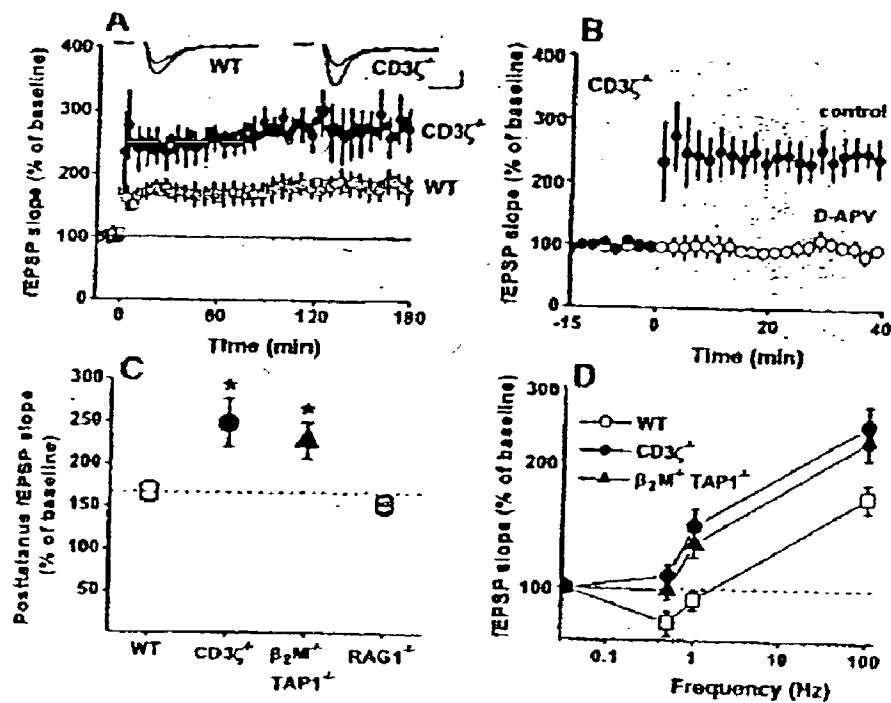 A
400
300
200
100
0
fEPSP slope (% of baseline)
WT
CD3ζ⁻/⁻
CD3ζ⁻/⁻
WT
0
60
120
180
Time (min)
B
400
300
200
100
0
fEPSP slope (% of baseline)
CD3ζ⁻/⁻
control
D-APV
-15
0
20
40
Time (min)
C
300
250
200
150
100
50
Posttetanus fEPSP slope
(% of baseline)
*
*
WT
CD3ζ⁻/⁻
β₂M⁻/⁻
TAP1⁻/⁻
RAG1⁻/⁻
D
300
200
100
fEPSP slope (% of baseline)
WT
CD3ζ⁻/⁻
β₂M⁻/⁻ TAP1⁻/⁻
0.1
1
10
100
Frequency (Hz)